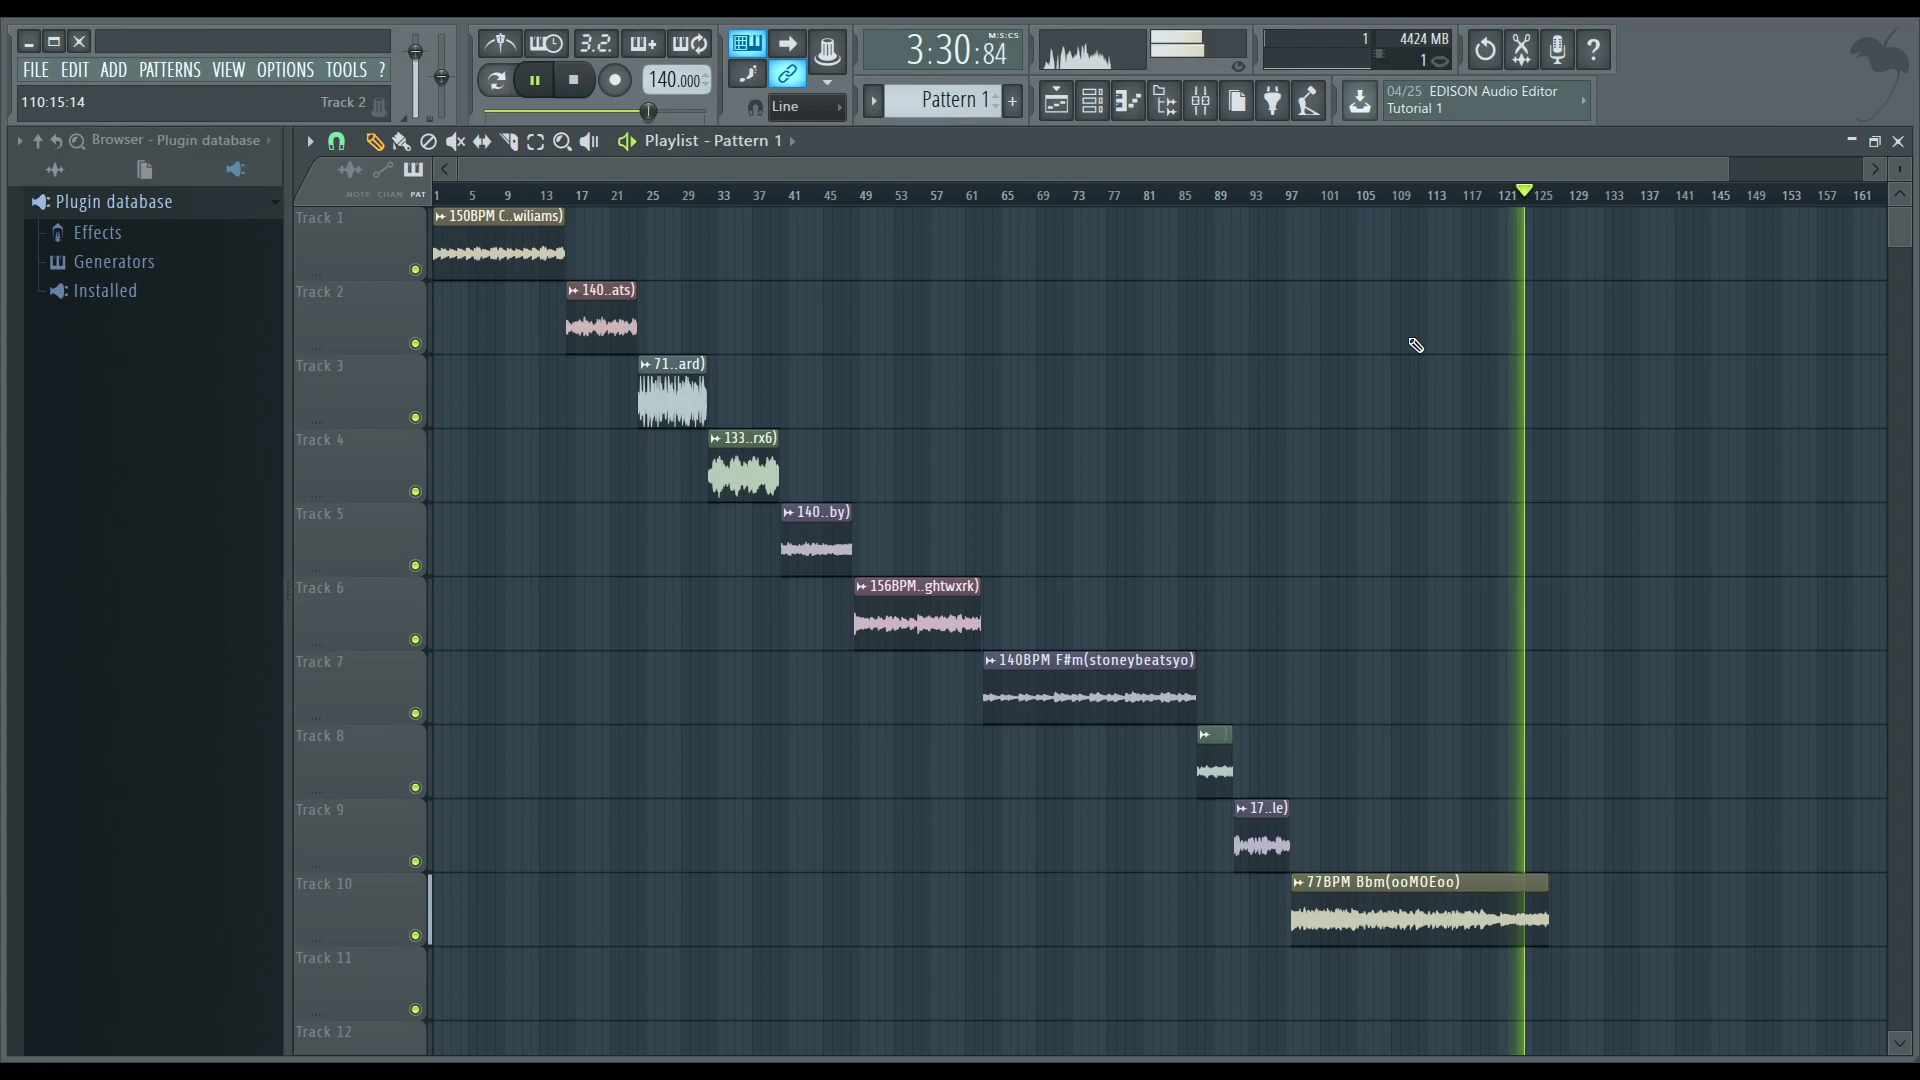 FILE EDIT ADD PATTERNS VIEW OPTIONS TOOLS ?
110:15:14 Track 2
3.2.
140.000
Line
3:30:84
M:S:CS
Pattern 1
1 4424 MB
1
04/25 EDISON Audio Editor
Tutorial 1
Browser - Plugin database
Plugin database
Effects
Generators
Installed
Playlist - Pattern 1
NOTE CHAN PAT
1 5 9 13 17 21 25 29 33 37 41 45 49 53 57 61 65 69 73 77 81 85 89 93 97 101 105 109 113 117 121 125 129 133 137 141 145 149 153 157 161
Track 1
150BPM C..wiliams)
Track 2
140..ats)
Track 3
71..ard)
Track 4
133..rx6)
Track 5
140..by)
Track 6
156BPM..ghtwxrk)
Track 7
140BPM F#m(stoneybeatsyo)
Track 8
Track 9
17..le)
Track 10
77BPM Bbm(ooMOEoo)
Track 11
Track 12